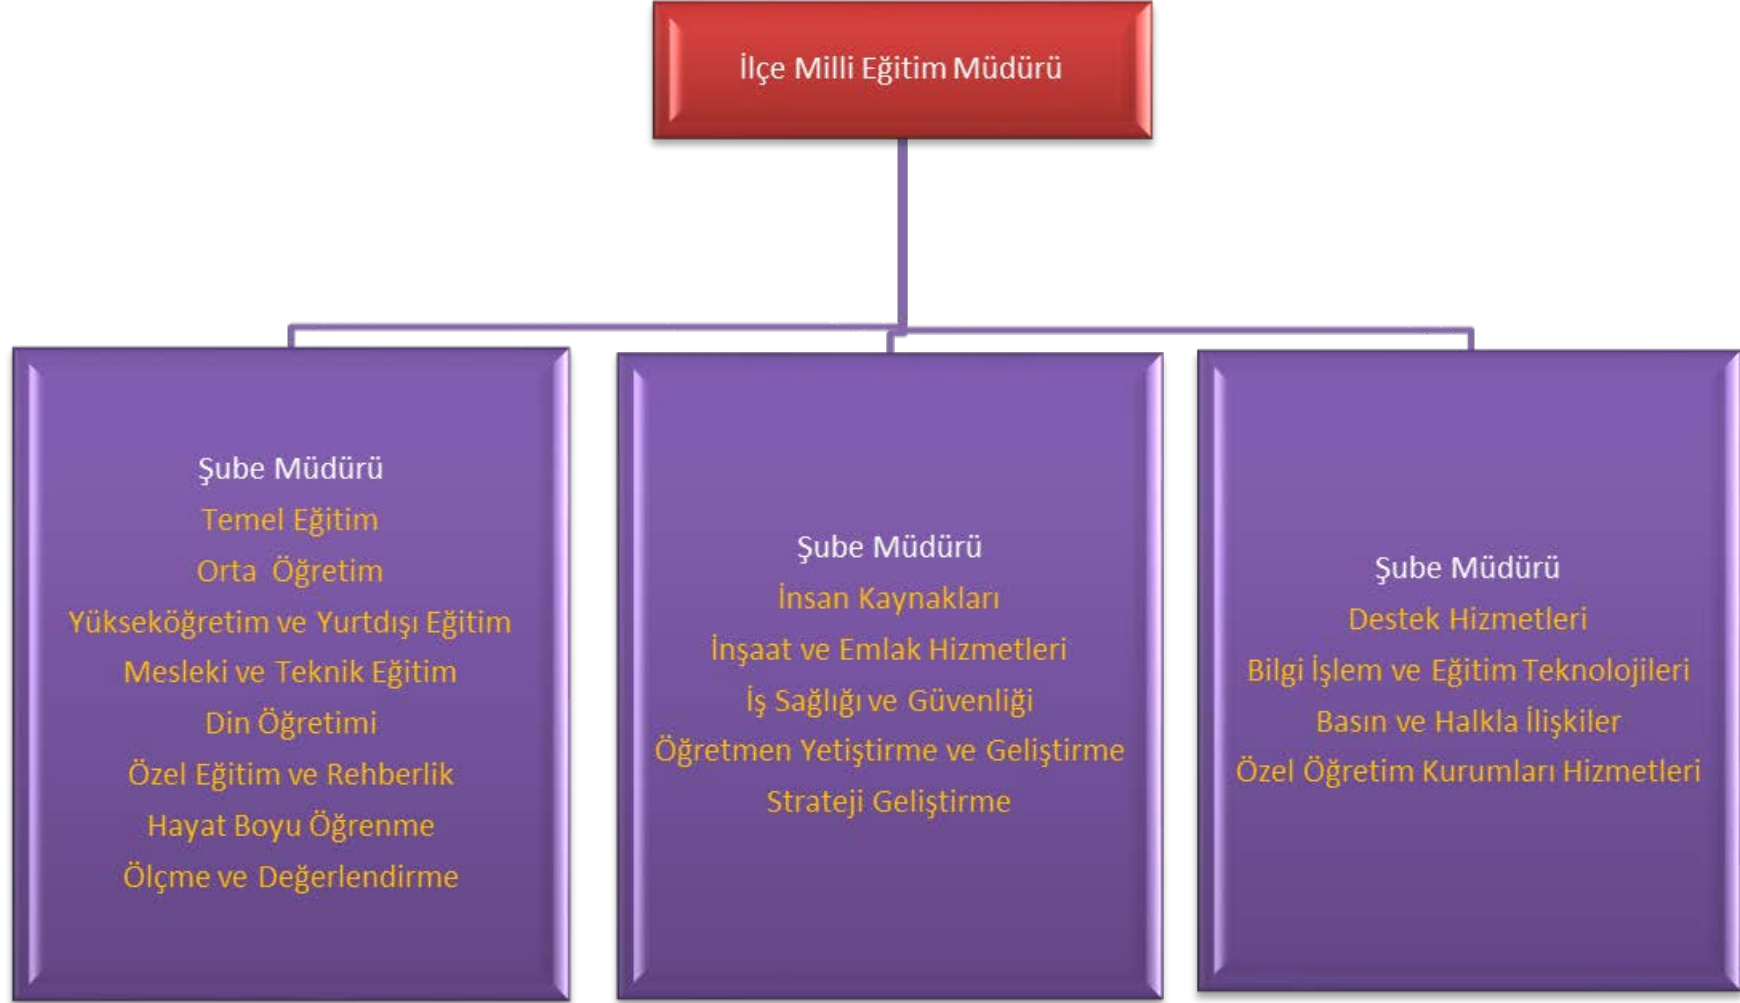 İlçe Milli Eğitim Müdürü
Şube Müdürü
Temel Eğitim
Orta Öğretim
Yükseköğretim ve Yurtdışı Eğitim
Mesleki ve Teknik Eğitim
Din Öğretimi
Özel Eğitim ve Rehberlik
Hayat Boyu Öğrenme
Ölçme ve Değerlendirme
Şube Müdürü
İnsan Kaynakları
İnşaat ve Emlak Hizmetleri
İş Sağlığı ve Güvenliği
Öğretmen Yetiştirme ve Geliştirme
Strateji Geliştirme
Şube Müdürü
Destek Hizmetleri
Bilgi İşlem ve Eğitim Teknolojileri
Basın ve Halkla İlişkiler
Özel Öğretim Kurumları Hizmetleri